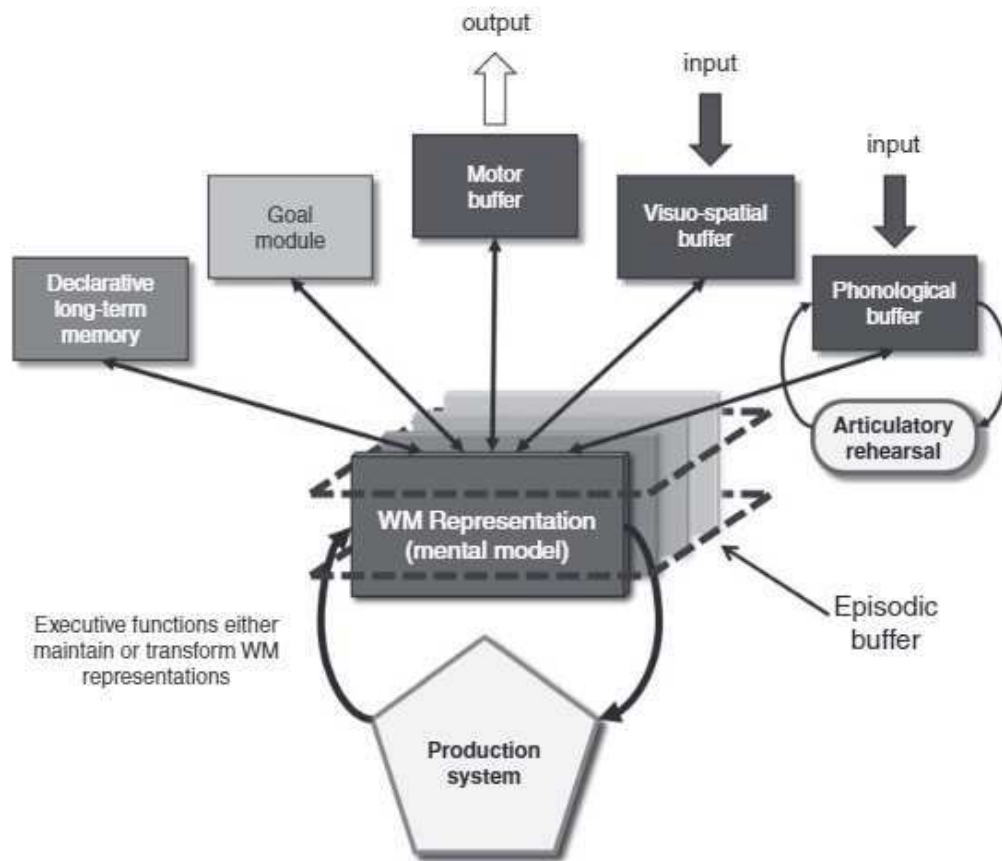 output
input
input
Motor
buffer
Goal
module
Visuo-spatial
buffer
Declarative
long-term
memory
Phonological
buffer
Articulatory
rehearsal
WM Representation
(mental model)
Executive functions either
maintain or transform WM
representations
Episodic
buffer
Production
system